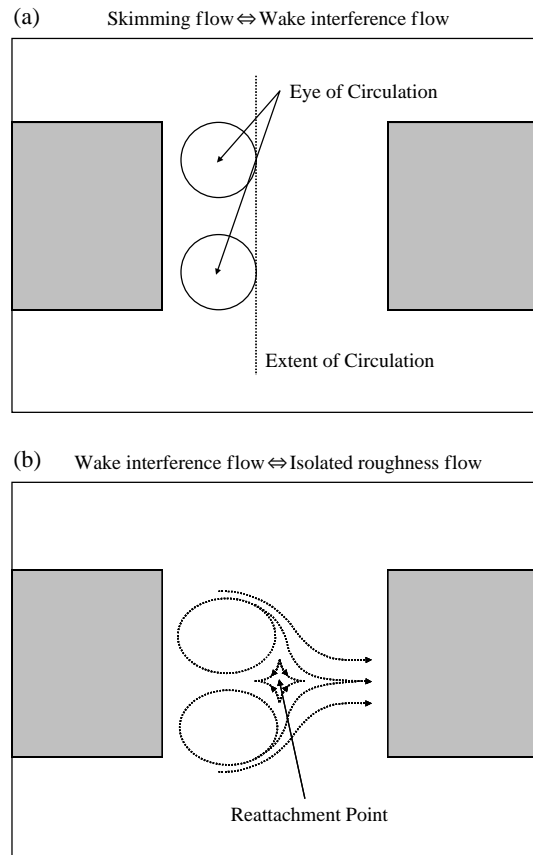 (a)
Skimming flow⇔Wake interference flow
Eye of Circulation
Extent of Circulation
(b)
Wake interference flow⇔Isolated roughness flow
Reattachment Point